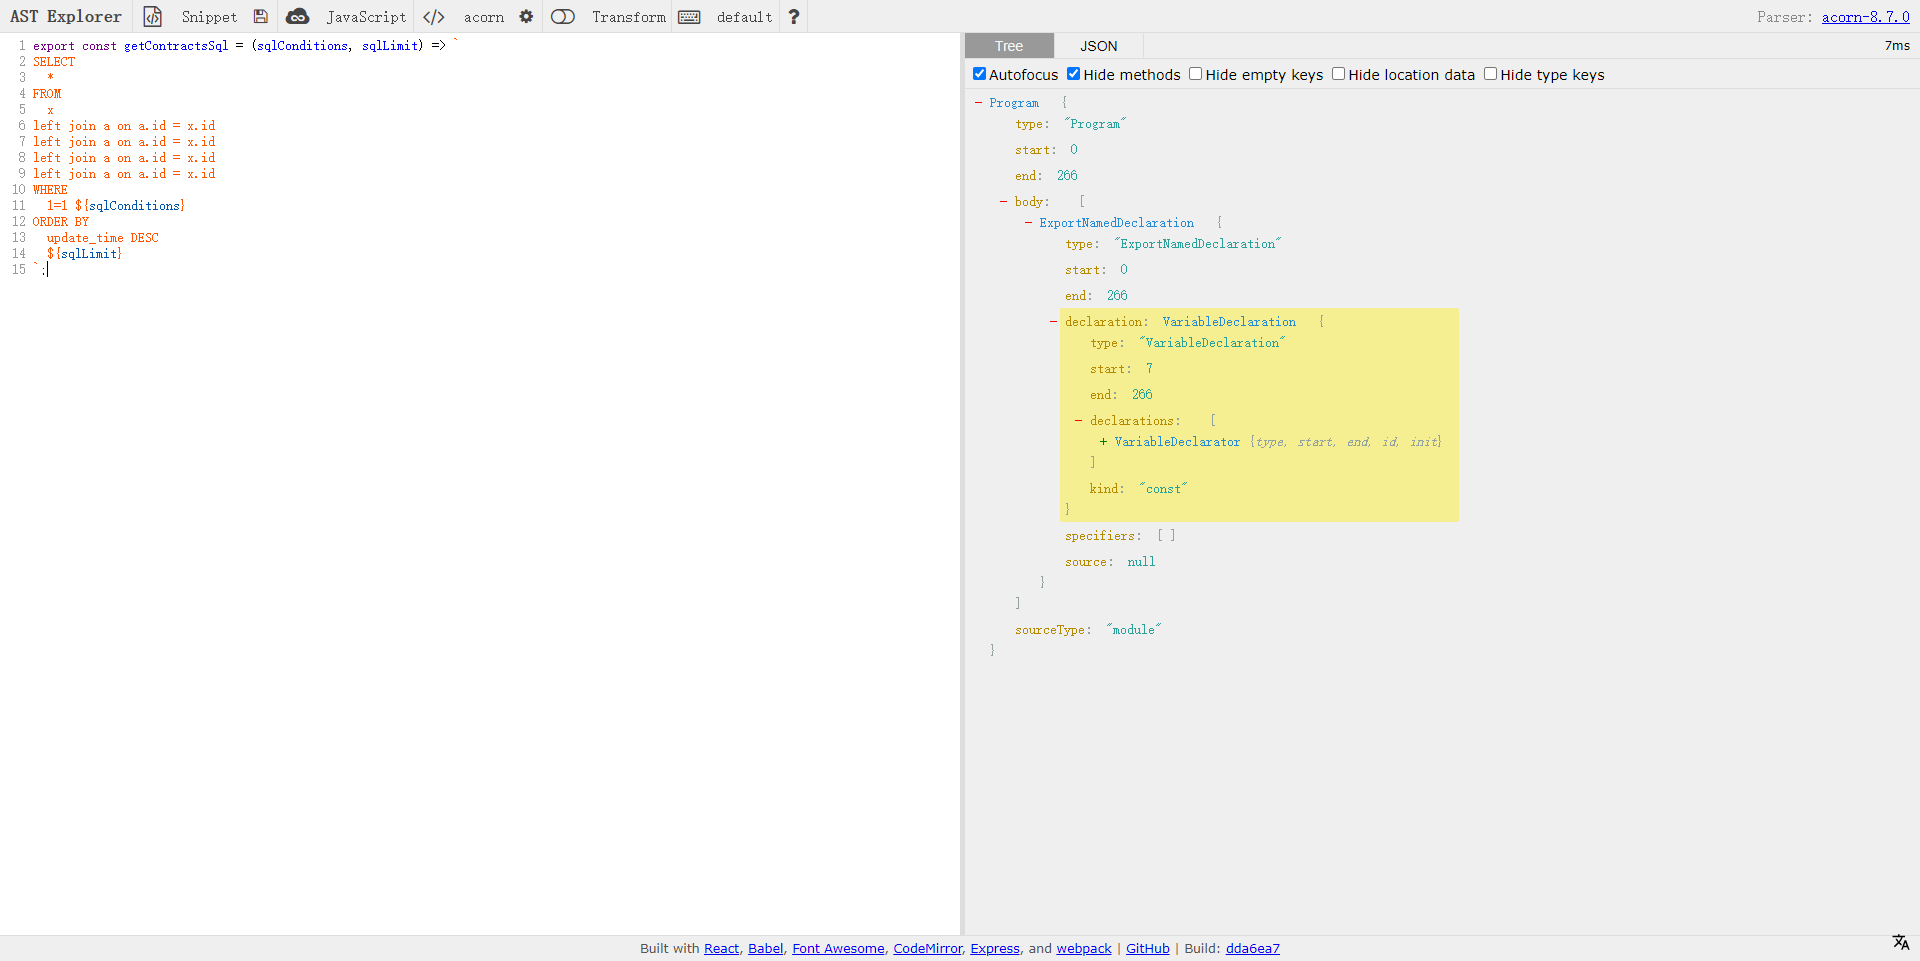 AST Explorer Snippet JavaScript </> acorn Transform default ? Parser: acorn-8.7.0
1 export const getContractsSql = (sqlConditions, sqlLimit) => `
2 SELECT
3   *
4 FROM
5   x
6 left join a on a.id = x.id
7 left join a on a.id = x.id
8 left join a on a.id = x.id
9 left join a on a.id = x.id
10 WHERE
11   1=1 ${sqlConditions}
12 ORDER BY
13   update_time DESC
14   ${sqlLimit}
15 `;
Tree JSON 7ms
Autofocus Hide methods Hide empty keys Hide location data Hide type keys
- Program {
type: "Program"
start: 0
end: 266
- body: [
- ExportNamedDeclaration {
type: "ExportNamedDeclaration"
start: 0
end: 266
- declaration: VariableDeclaration {
type: "VariableDeclaration"
start: 7
end: 266
- declarations: [
+ VariableDeclarator {type, start, end, id, init}
]
kind: "const"
}
specifiers: [ ]
source: null
}
]
sourceType: "module"
}
Built with React, Babel, Font Awesome, CodeMirror, Express, and webpack | GitHub | Build: dda6ea7